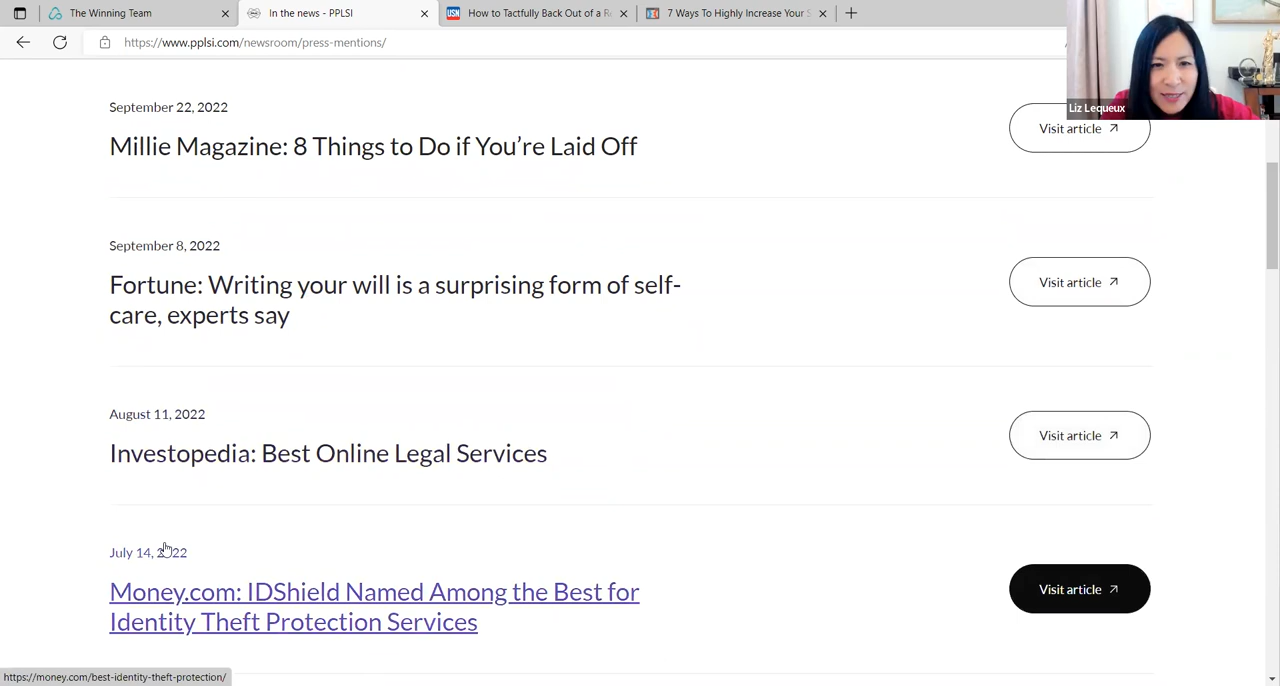 The Winning Team
In the news - PPLSI
USN
How to Tactfully Back Out of a Re
7 Ways To Highly Increase Your S
https://www.pplsi.com/newsroom/press-mentions/
Liz Lequeux
September 22, 2022
Millie Magazine: 8 Things to Do if You’re Laid Off
Visit article
September 8, 2022
Fortune: Writing your will is a surprising form of self-
care, experts say
Visit article
August 11, 2022
Investopedia: Best Online Legal Services
Visit article
July 14, 2022
Money.com: IDShield Named Among the Best for
Identity Theft Protection Services
Visit article
https://money.com/best-identity-theft-protection/